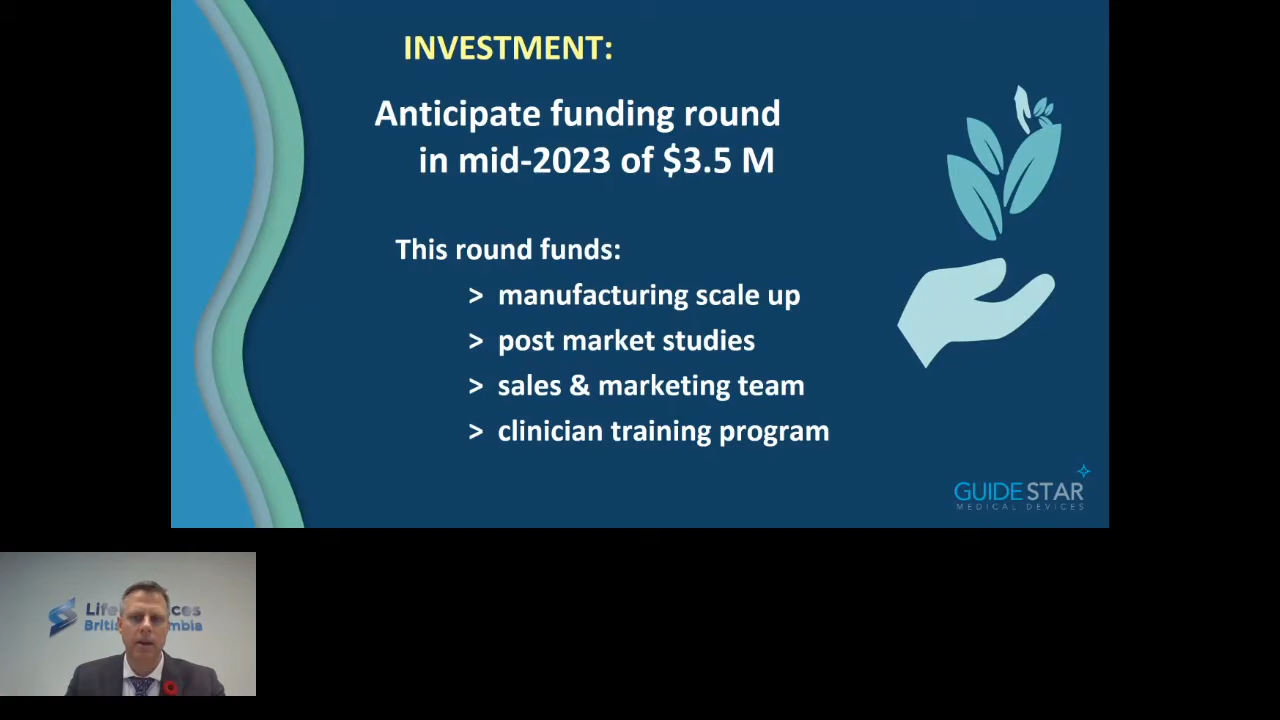 INVESTMENT:
Anticipate funding round
in mid-2023 of $3.5 M
This round funds:
> manufacturing scale up
> post market studies
> sales & marketing team
> clinician training program
GUIDE STAR
MEDICAL DEVICES